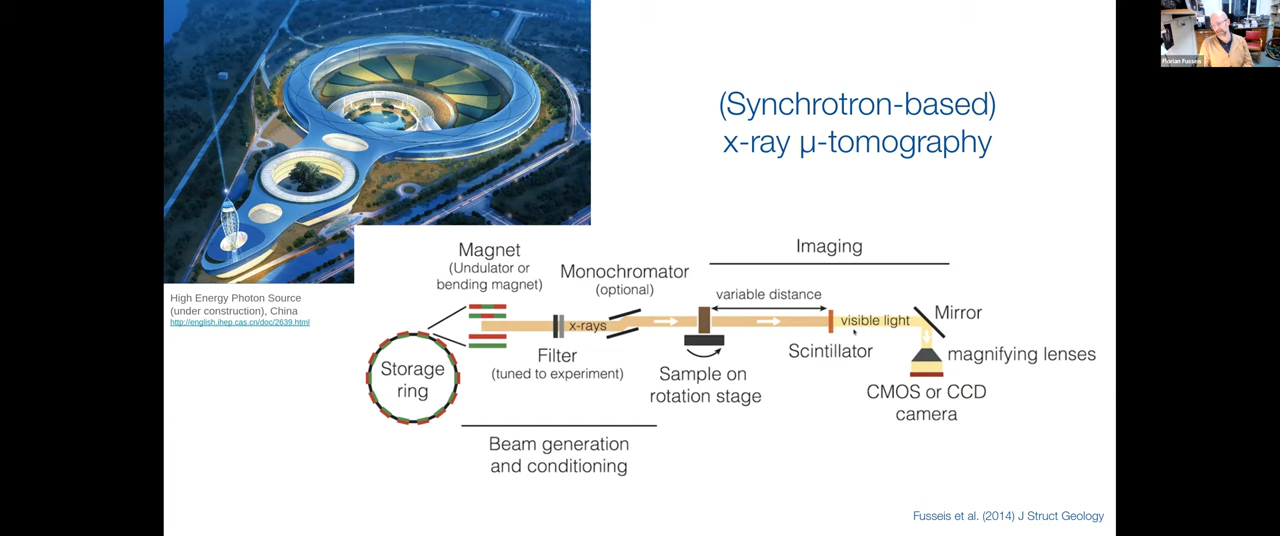 (Synchrotron-based)
x-ray μ-tomography
Florian Fusseis
High Energy Photon Source
(under construction), China
http://english.ihep.cas.cn/doc/2639.html
Magnet
(Undulator or
bending magnet)
Monochromator
(optional)
Imaging
variable distance
x-rays
visible light
Mirror
Filter
(tuned to experiment)
Scintillator
magnifying lenses
Storage
ring
Sample on
rotation stage
CMOS or CCD
camera
Beam generation
and conditioning
Fusseis et al. (2014) J Struct Geology